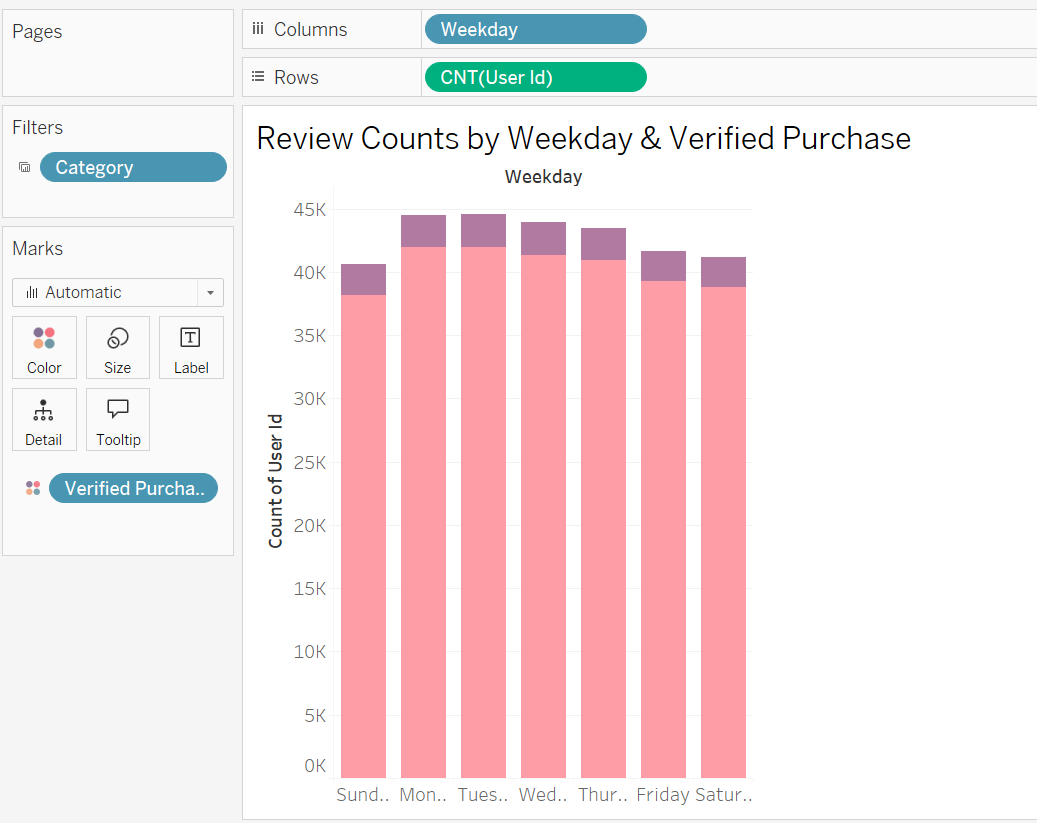 Pages
Columns
Weekday
Rows
CNT(User Id)
Filters
Category
Marks
Automatic
Color
Size
Label
Detail
Tooltip
Verified Purcha..
Review Counts by Weekday & Verified Purchase
Weekday
Count of User Id
45K
40K
35K
30K
25K
20K
15K
10K
5K
0K
Sund.. Mon.. Tues.. Wed.. Thur.. Friday Satur..